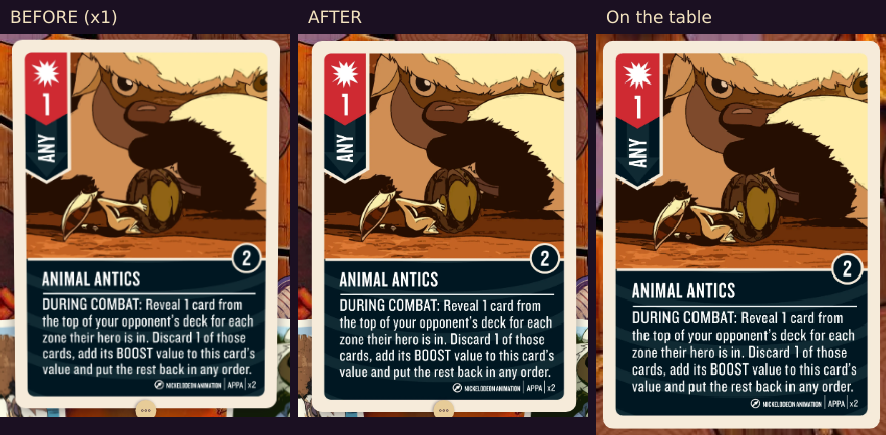 BEFORE (x1)
1
ANY
2
ANIMAL ANTICS
DURING COMBAT: Reveal 1 card from
the top of your opponent's deck for each
zone their hero is in. Discard 1 of those
cards, add its BOOST value to this card's
value and put the rest back in any order.
NICKELODEON ANIMATION | APPA | x2
AFTER
1
ANY
2
ANIMAL ANTICS
DURING COMBAT: Reveal 1 card from
the top of your opponent's deck for each
zone their hero is in. Discard 1 of those
cards, add its BOOST value to this card's
value and put the rest back in any order.
NICKELODEON ANIMATION | APPA | x2
On the table
1
ANY
2
ANIMAL ANTICS
DURING COMBAT: Reveal 1 card from
the top of your opponent's deck for each
zone their hero is in. Discard 1 of those
cards, add its BOOST value to this card's
value and put the rest back in any order.
NICKELODEON ANIMATION | APPA | x2